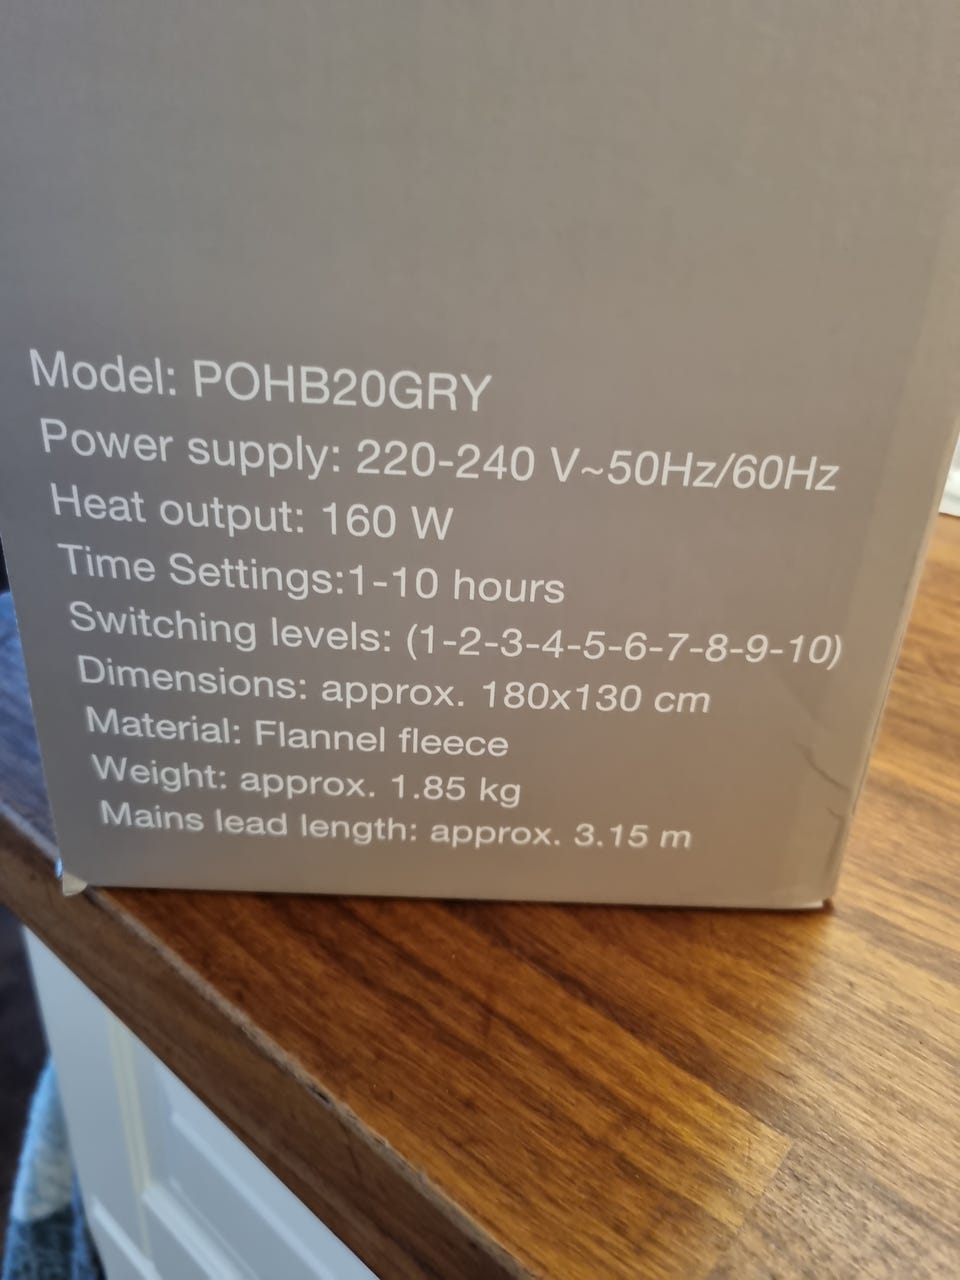 Model: POHB20GRY
Power supply: 220-240 V~50Hz/60Hz
Heat output: 160 W
Time Settings:1-10 hours
Switching levels: (1-2-3-4-5-6-7-8-9-10)
Dimensions: approx. 180x130 cm
Material: Flannel fleece
Weight: approx. 1.85 kg
Mains lead length: approx. 3.15 m